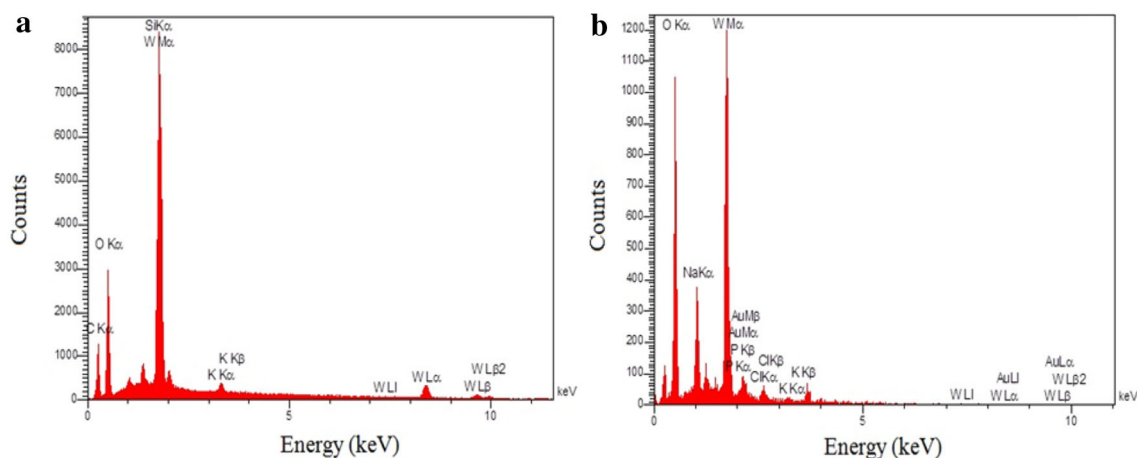 a
SiKα
W Mα
8000
7000
6000
5000
4000
3000
2000
1000
0
Counts
O Kα
C Kα
K Kβ
K Kα
W Ll
W Lα
W Lβ2
W Lβ
keV
0
5
10
Energy (keV)
b
O Kα
W Mα
1200
1100
1000
900
800
700
600
500
400
300
200
100
0
Counts
NaKα
AuMβ
AuMα
P Kβ
P Kα
ClKβ
ClKα
K Kβ
K Kα
W Ll
AuLl
W Lα
AuLα
W Lβ2
W Lβ
keV
0
5
10
Energy (keV)